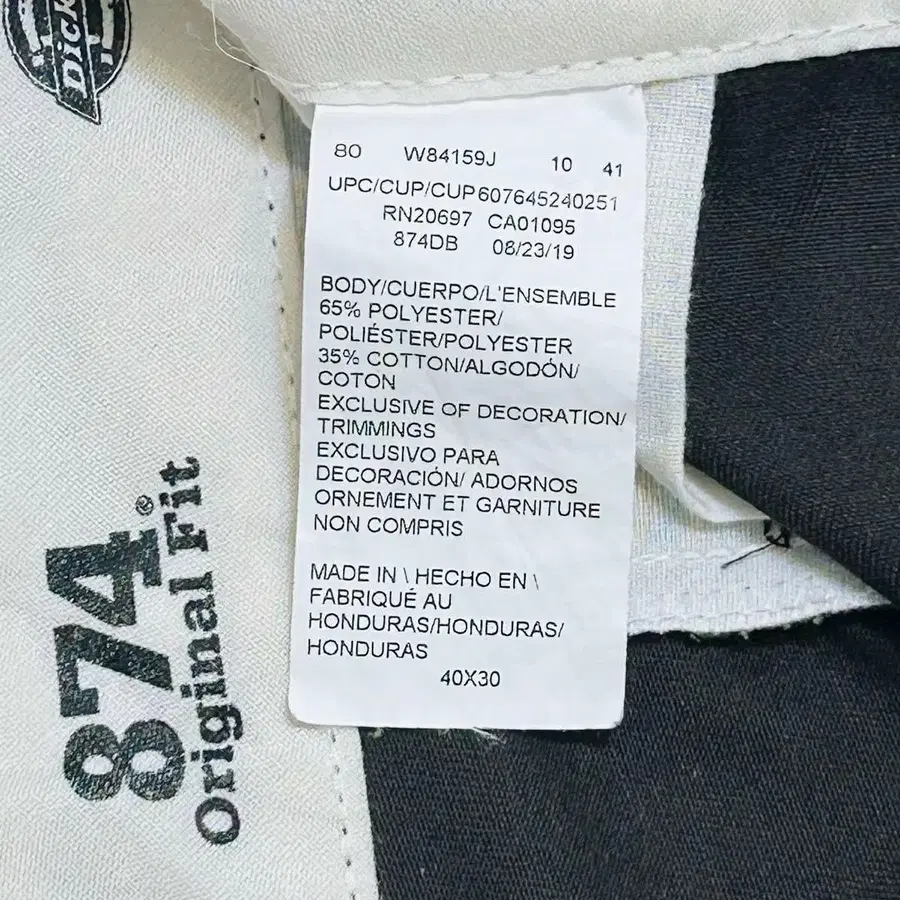 Dick
80 W84159J 10 41
UPC/CUP/CUP607645240251
RN20697 CA01095
874DB 08/23/19
BODY/CUERPO/L'ENSEMBLE
65% POLYESTER/
POLIÉSTER/POLYESTER
35% COTTON/ALGODÓN/
COTON
EXCLUSIVE OF DECORATION/
TRIMMINGS
EXCLUSIVO PARA
DECORACIÓN/ ADORNOS
ORNEMENT ET GARNITURE
NON COMPRIS
MADE IN \ HECHO EN \
FABRIQUÉ AU
HONDURAS/HONDURAS/
HONDURAS
40X30
874®
Original Fit